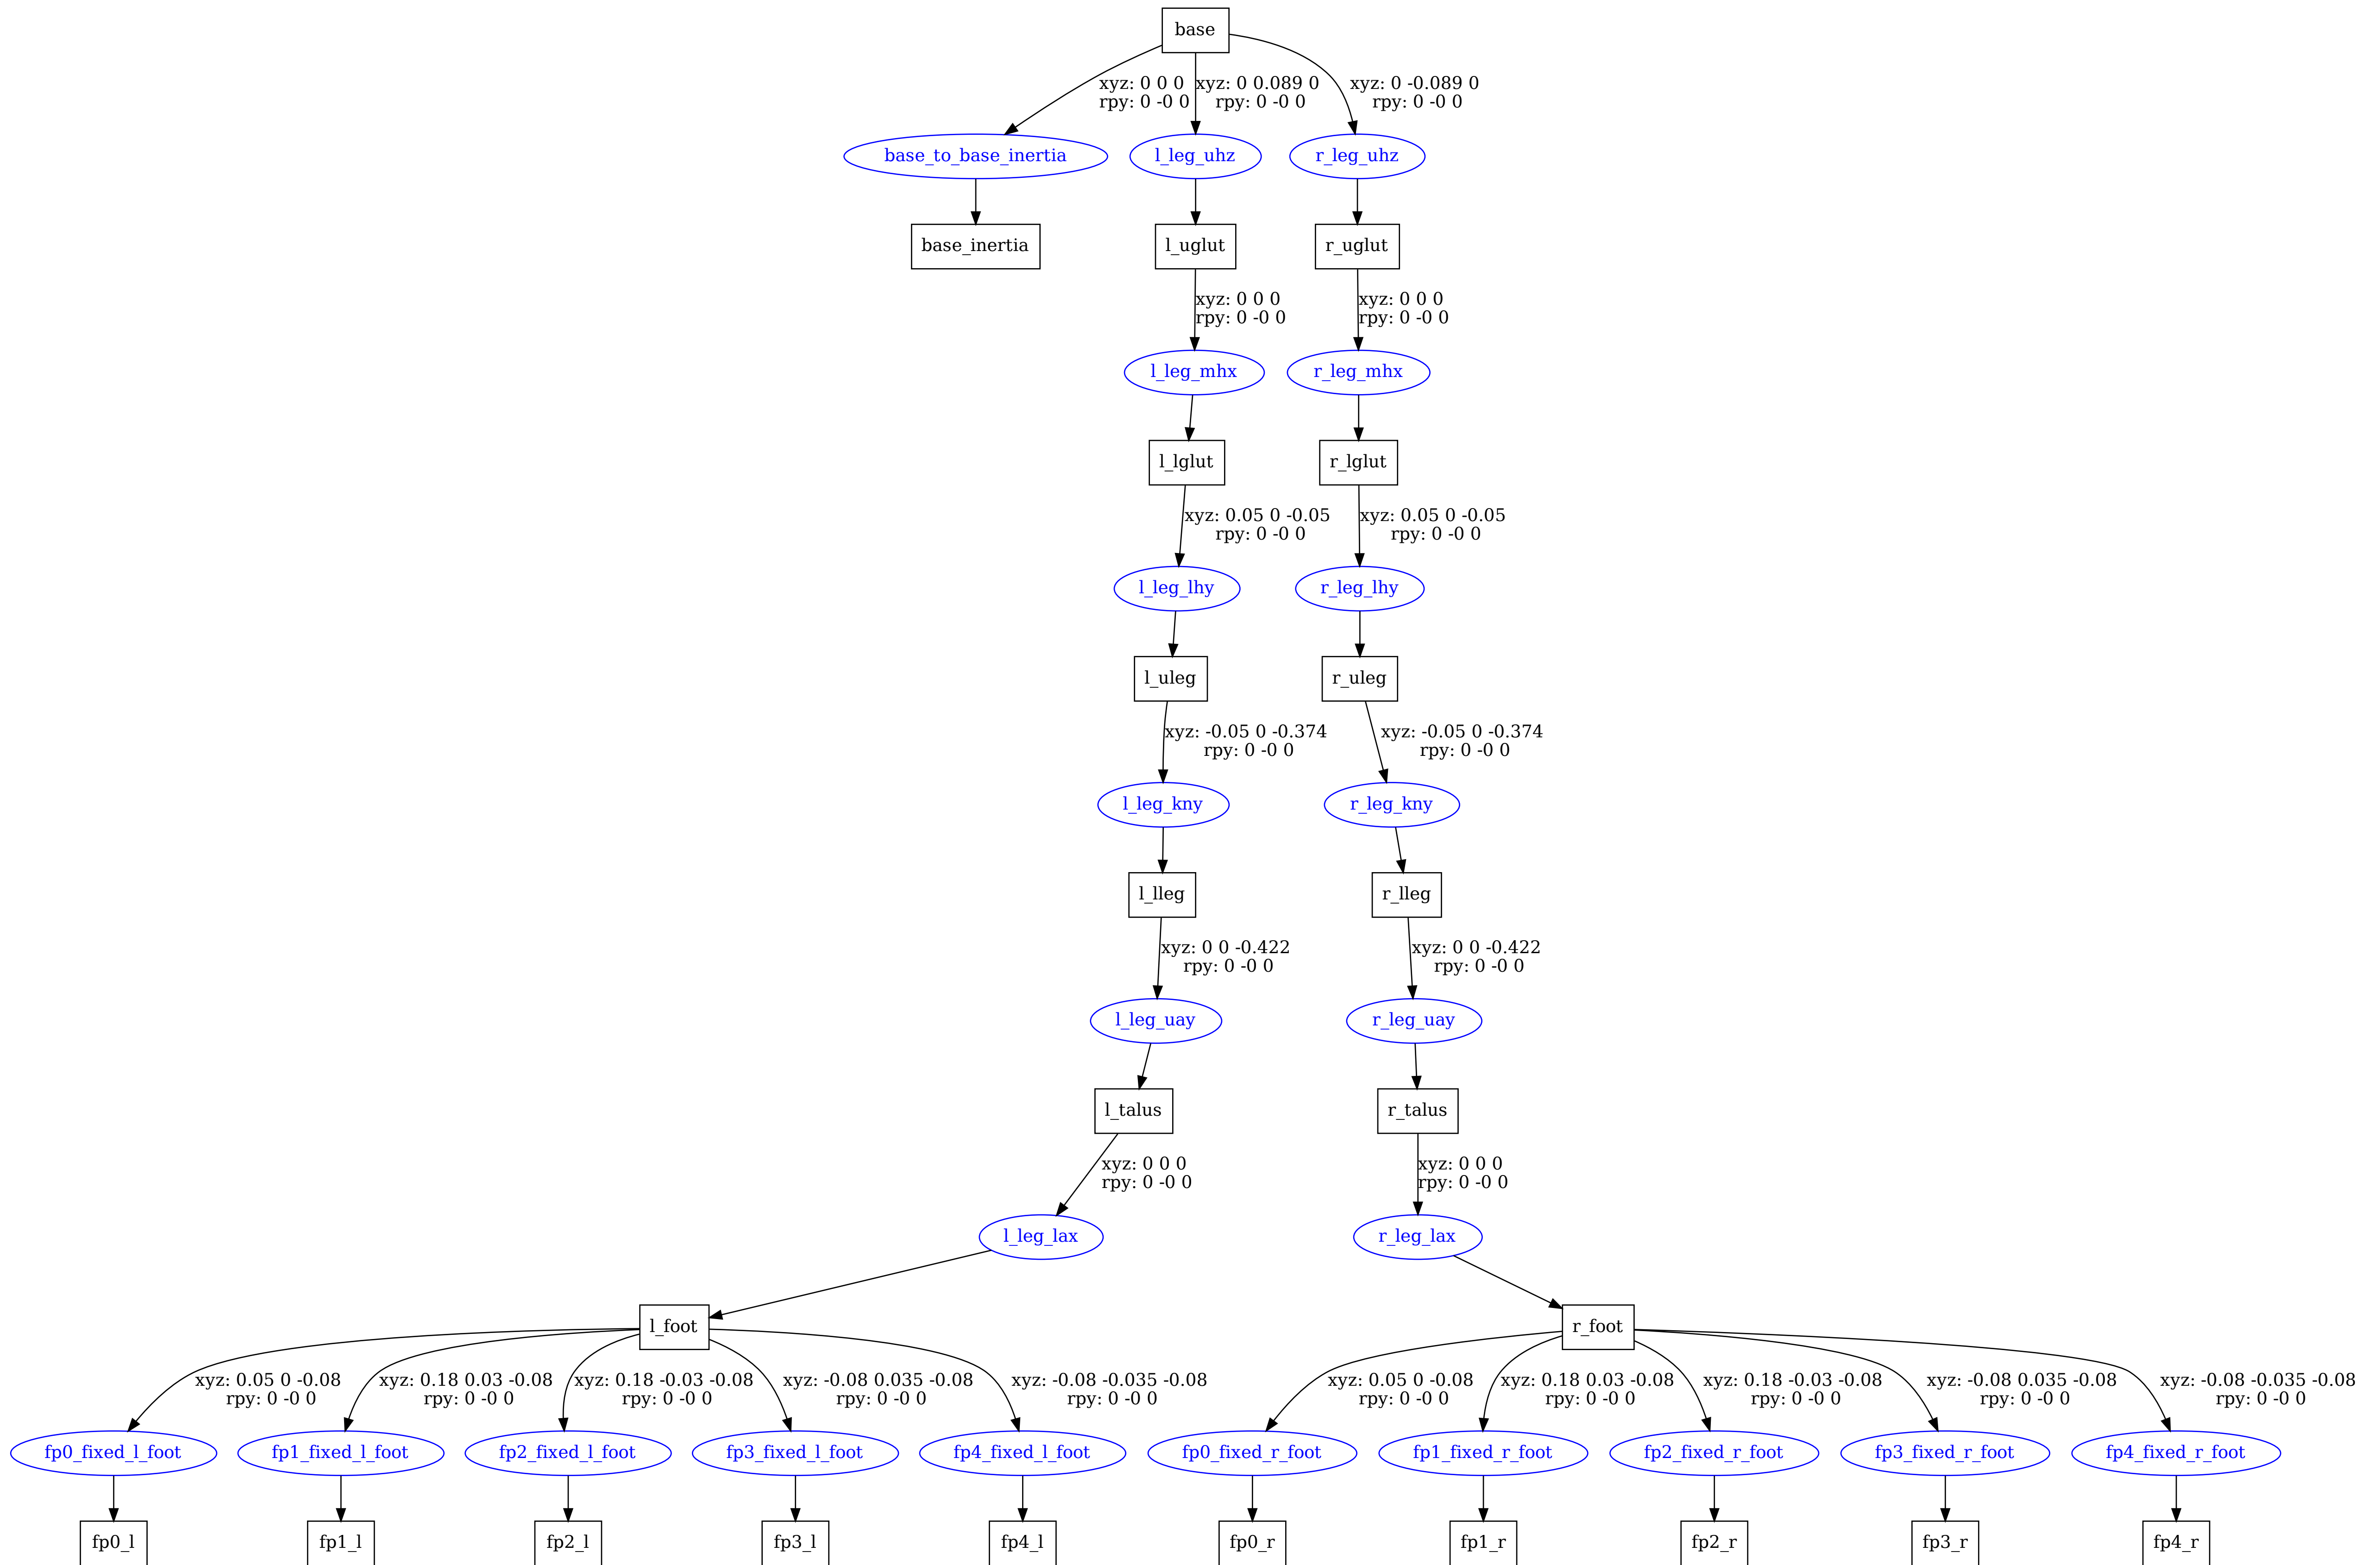 base
xyz: 0 0 0
rpy: 0 -0 0
xyz: 0 0.089 0
rpy: 0 -0 0
xyz: 0 -0.089 0
rpy: 0 -0 0
base_to_base_inertia
l_leg_uhz
r_leg_uhz
base_inertia
l_uglut
r_uglut
xyz: 0 0 0
rpy: 0 -0 0
xyz: 0 0 0
rpy: 0 -0 0
l_leg_mhx
r_leg_mhx
l_lglut
r_lglut
xyz: 0.05 0 -0.05
rpy: 0 -0 0
xyz: 0.05 0 -0.05
rpy: 0 -0 0
l_leg_lhy
r_leg_lhy
l_uleg
r_uleg
xyz: -0.05 0 -0.374
rpy: 0 -0 0
xyz: -0.05 0 -0.374
rpy: 0 -0 0
l_leg_kny
r_leg_kny
l_lleg
r_lleg
xyz: 0 0 -0.422
rpy: 0 -0 0
xyz: 0 0 -0.422
rpy: 0 -0 0
l_leg_uay
r_leg_uay
l_talus
r_talus
xyz: 0 0 0
rpy: 0 -0 0
xyz: 0 0 0
rpy: 0 -0 0
l_leg_lax
r_leg_lax
l_foot
r_foot
xyz: 0.05 0 -0.08
rpy: 0 -0 0
xyz: 0.18 0.03 -0.08
rpy: 0 -0 0
xyz: 0.18 -0.03 -0.08
rpy: 0 -0 0
xyz: -0.08 0.035 -0.08
rpy: 0 -0 0
xyz: -0.08 -0.035 -0.08
rpy: 0 -0 0
xyz: 0.05 0 -0.08
rpy: 0 -0 0
xyz: 0.18 0.03 -0.08
rpy: 0 -0 0
xyz: 0.18 -0.03 -0.08
rpy: 0 -0 0
xyz: -0.08 0.035 -0.08
rpy: 0 -0 0
xyz: -0.08 -0.035 -0.08
rpy: 0 -0 0
fp0_fixed_l_foot
fp1_fixed_l_foot
fp2_fixed_l_foot
fp3_fixed_l_foot
fp4_fixed_l_foot
fp0_fixed_r_foot
fp1_fixed_r_foot
fp2_fixed_r_foot
fp3_fixed_r_foot
fp4_fixed_r_foot
fp0_l
fp1_l
fp2_l
fp3_l
fp4_l
fp0_r
fp1_r
fp2_r
fp3_r
fp4_r